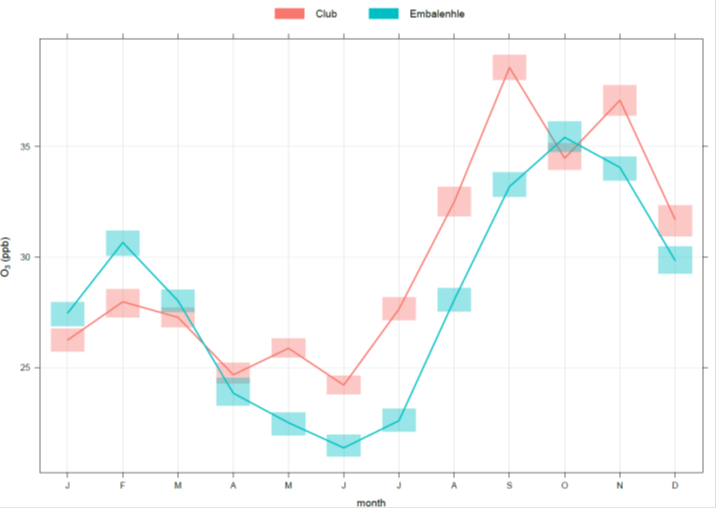 Club Embalenhle
35
30
25
O₃ (ppb)
J F M A M J J A S O N D
month